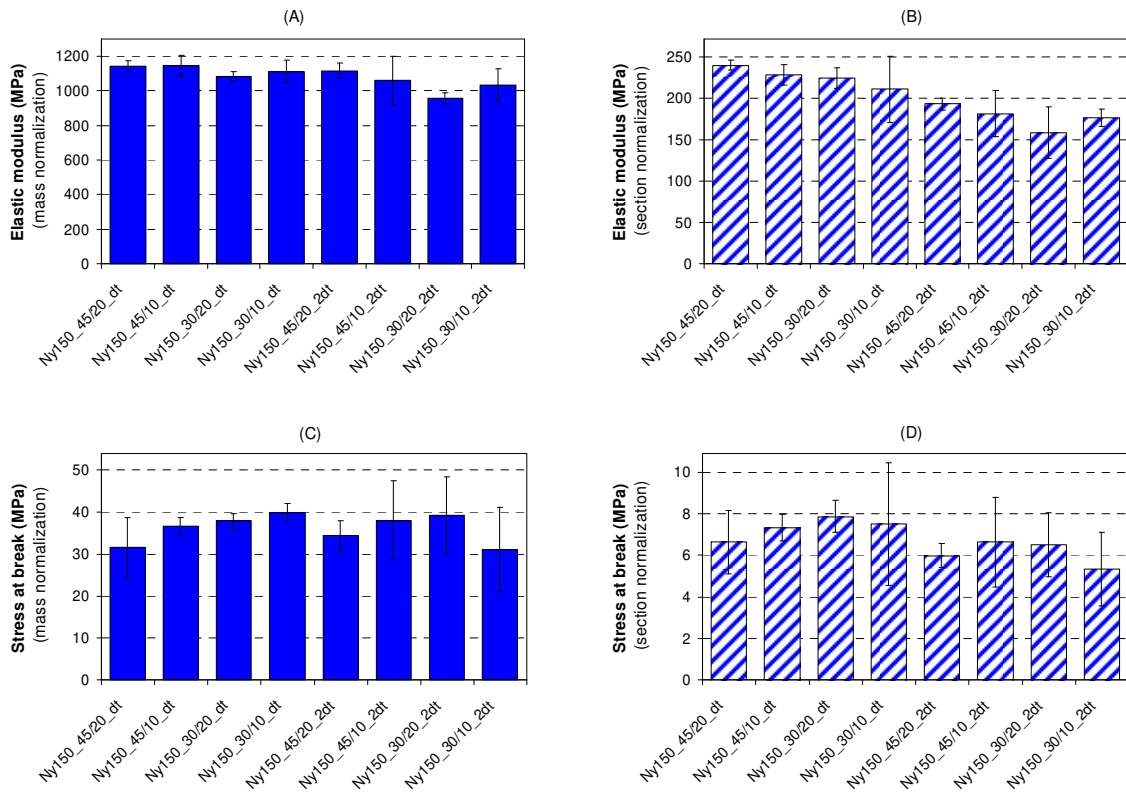 (A)
Elastic modulus (MPa)
(mass normalization)
1200
1000
800
600
400
200
0
Ny150_45/20_dt
Ny150_45/10_dt
Ny150_30/20_dt
Ny150_30/10_dt
Ny150_45/20_2dt
Ny150_45/10_2dt
Ny150_30/20_2dt
Ny150_30/10_2dt
(B)
Elastic modulus (MPa)
(section normalization)
250
200
150
100
50
0
Ny150_45/20_dt
Ny150_45/10_dt
Ny150_30/20_dt
Ny150_30/10_dt
Ny150_45/20_2dt
Ny150_45/10_2dt
Ny150_30/20_2dt
Ny150_30/10_2dt
(C)
Stress at break (MPa)
(mass normalization)
50
40
30
20
10
0
Ny150_45/20_dt
Ny150_45/10_dt
Ny150_30/20_dt
Ny150_30/10_dt
Ny150_45/20_2dt
Ny150_45/10_2dt
Ny150_30/20_2dt
Ny150_30/10_2dt
(D)
Stress at break (MPa)
(section normalization)
10
8
6
4
2
0
Ny150_45/20_dt
Ny150_45/10_dt
Ny150_30/20_dt
Ny150_30/10_dt
Ny150_45/20_2dt
Ny150_45/10_2dt
Ny150_30/20_2dt
Ny150_30/10_2dt